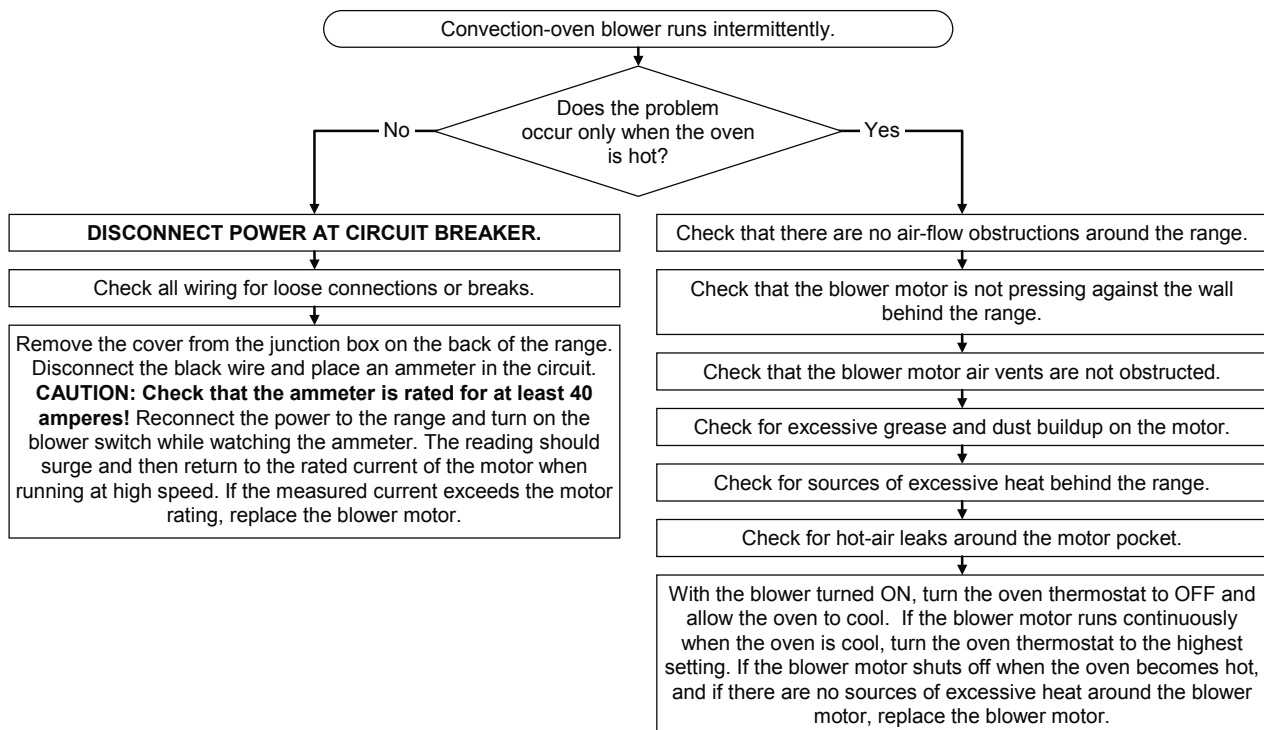 Convection-oven blower runs intermittently.
Does the problem
occur only when the oven
is hot?
No
Yes
DISCONNECT POWER AT CIRCUIT BREAKER.
Check all wiring for loose connections or breaks.
Remove the cover from the junction box on the back of the range.
Disconnect the black wire and place an ammeter in the circuit.
CAUTION: Check that the ammeter is rated for at least 40
amperes! Reconnect the power to the range and turn on the
blower switch while watching the ammeter. The reading should
surge and then return to the rated current of the motor when
running at high speed. If the measured current exceeds the motor
rating, replace the blower motor.
Check that there are no air-flow obstructions around the range.
Check that the blower motor is not pressing against the wall
behind the range.
Check that the blower motor air vents are not obstructed.
Check for excessive grease and dust buildup on the motor.
Check for sources of excessive heat behind the range.
Check for hot-air leaks around the motor pocket.
With the blower turned ON, turn the oven thermostat to OFF and
allow the oven to cool.  If the blower motor runs continuously
when the oven is cool, turn the oven thermostat to the highest
setting. If the blower motor shuts off when the oven becomes hot,
and if there are no sources of excessive heat around the blower
motor, replace the blower motor.